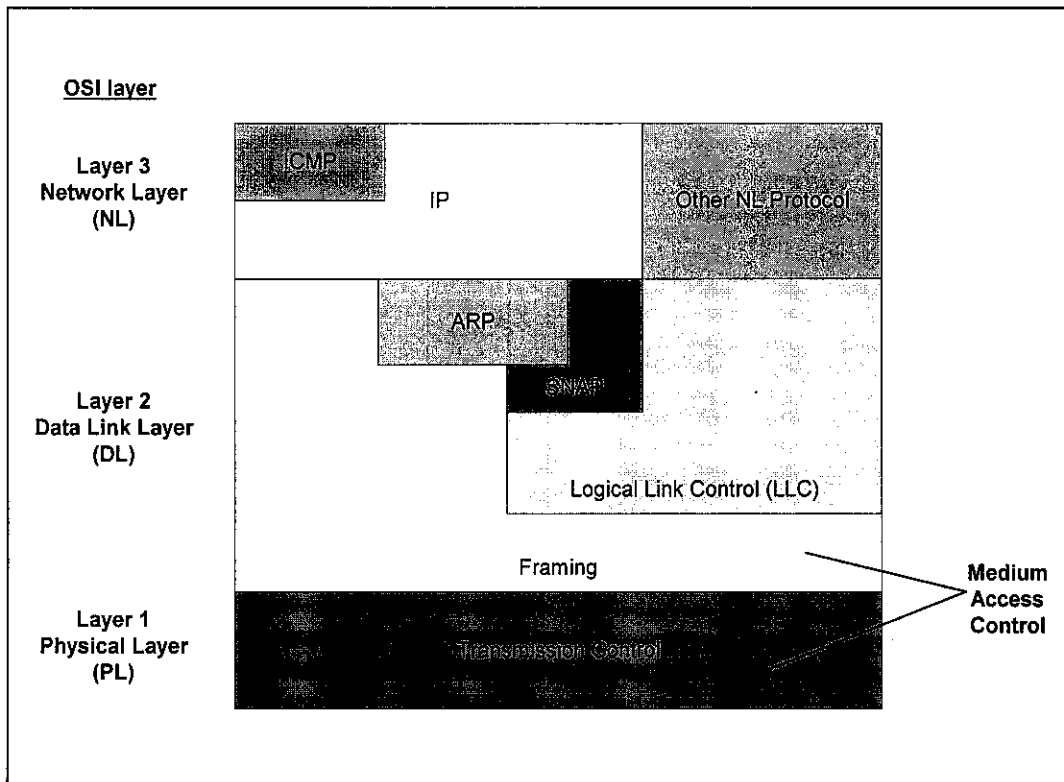 OSI layer
Layer 3
Network Layer
(NL)
ICMP
IP
Other NL Protocol
Layer 2
Data Link Layer
(DL)
ARP
SNAP
Logical Link Control (LLC)
Framing
Medium
Access
Control
Layer 1
Physical Layer
(PL)
Transmission Control